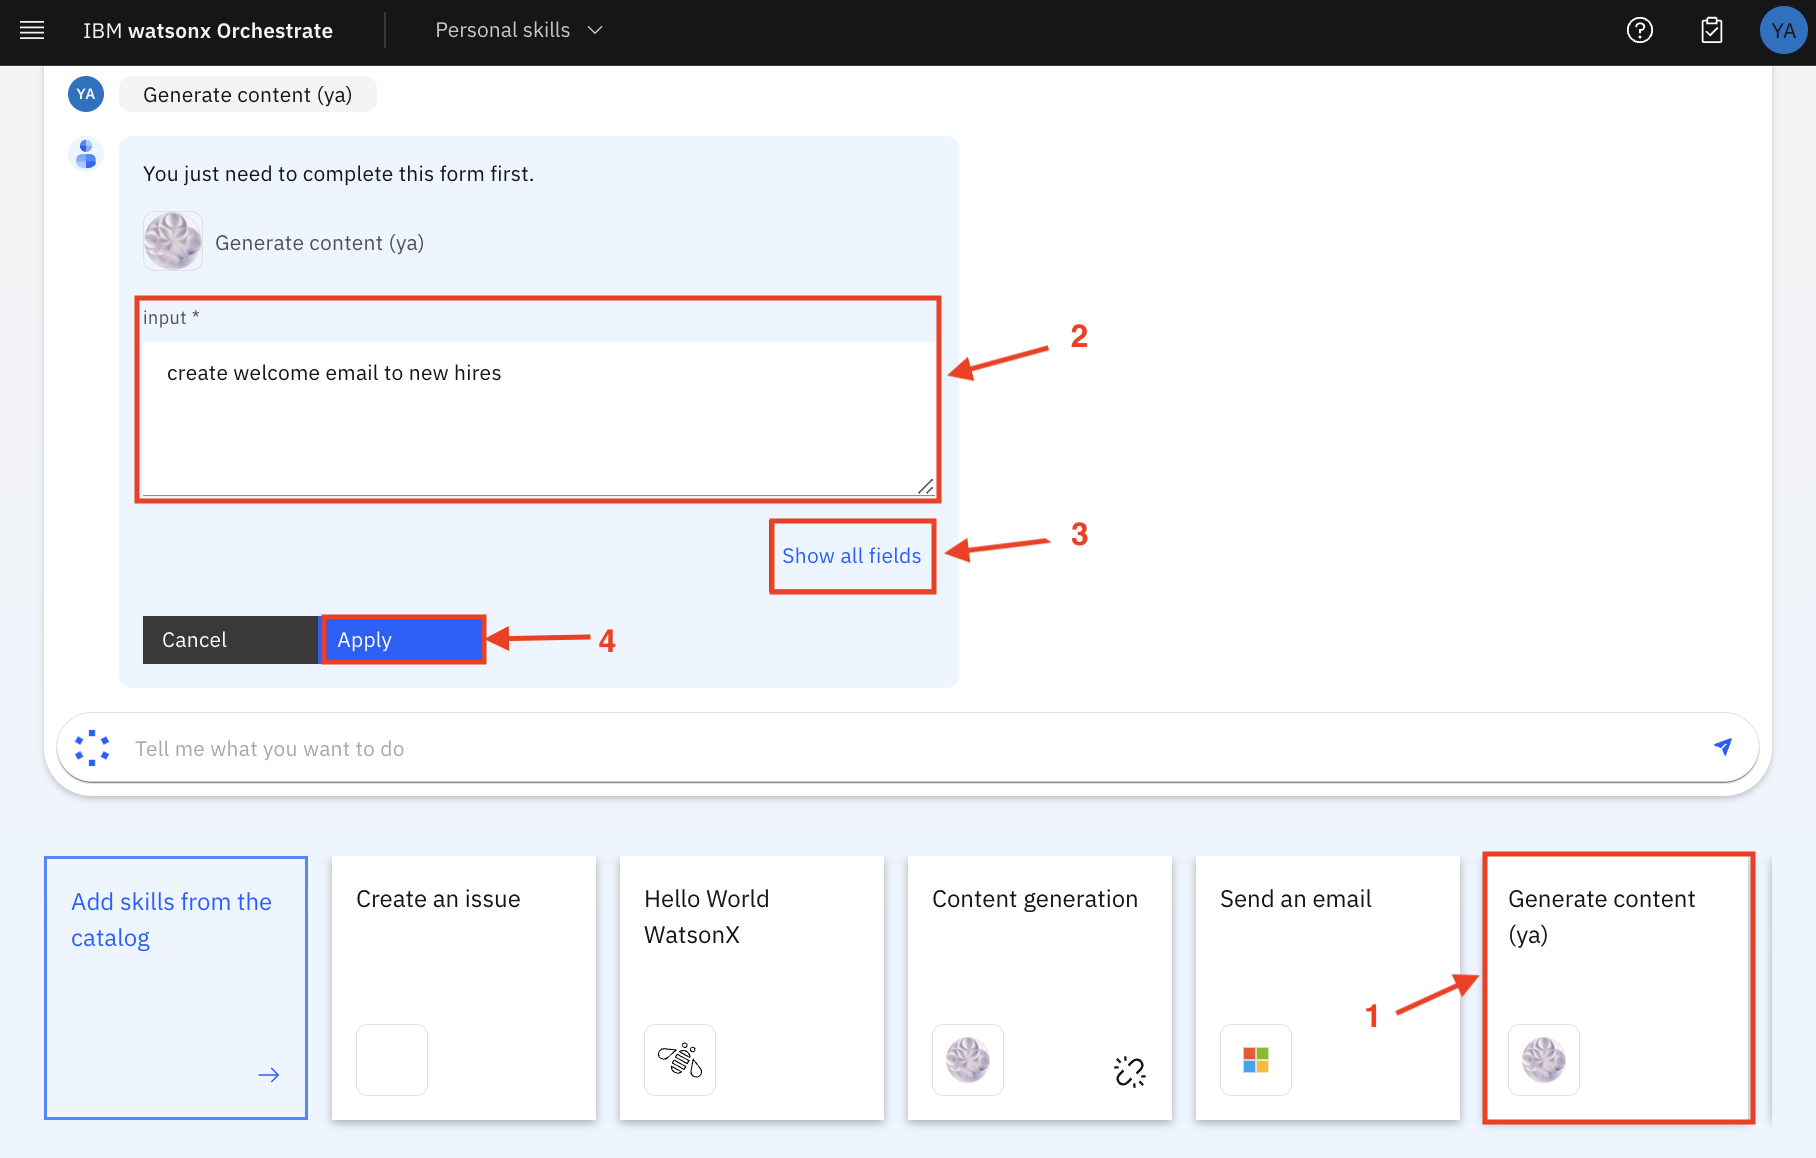 IBM watsonx Orchestrate
Personal skills
YA
YA
Generate content (ya)
You just need to complete this form first.
Generate content (ya)
input *
create welcome email to new hires
2
Show all fields
3
Cancel
Apply
4
Tell me what you want to do
Add skills from the
catalog
Create an issue
Hello World
WatsonX
Content generation
Send an email
Generate content
(ya)
1